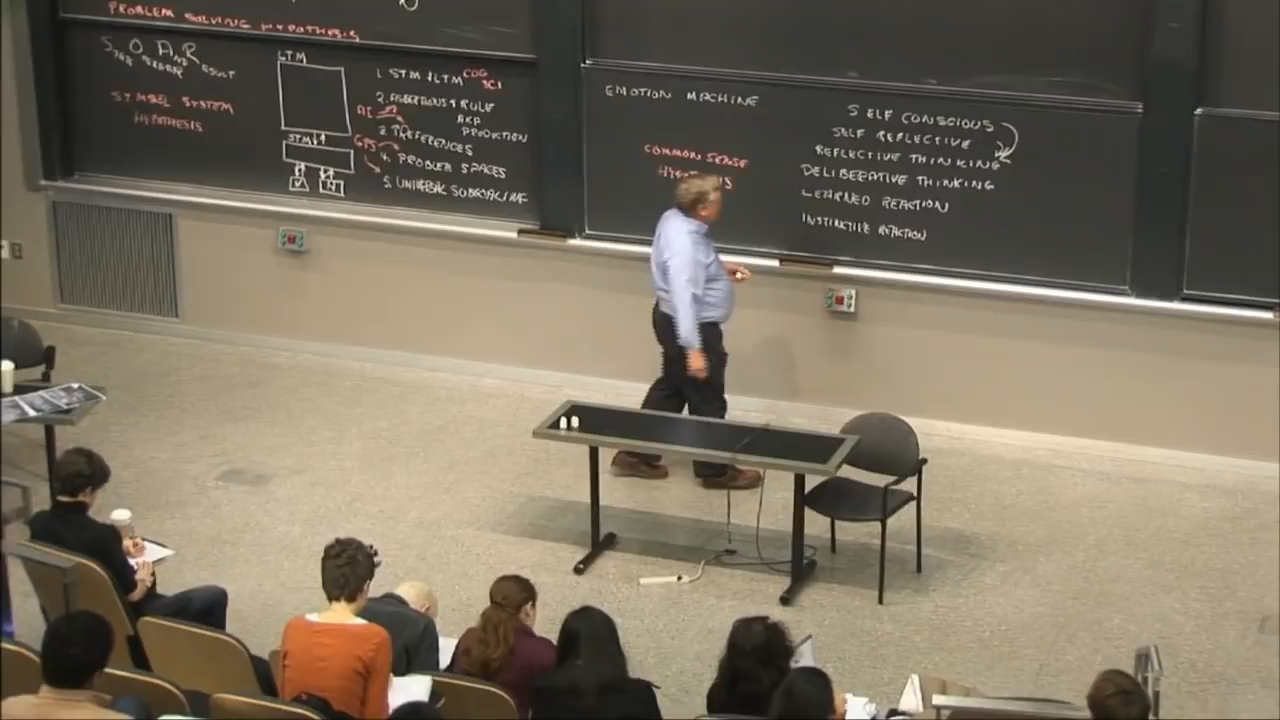 PROBLEM SOLVING HYPOTHESIS
SOAR
STATE OPERATOR AND RESULT
SYMBOL SYSTEM
HYPOTHESIS
LTM
STM
V
M
1. STM & LTM
COG
SCI
2. ASSERTIONS & RULE
AKA
PRODUCTION
AI
3. PREFERENCES
GPS
4. PROBLEM SPACES
5. UNIVERSAL SUBGOALING
EMOTION MACHINE
COMMON SENSE
SELF CONSCIOUS
SELF REFLECTIVE
REFLECTIVE THINKING
DELIBERATIVE THINKING
LEARNED REACTION
INSTINCTIVE REACTION